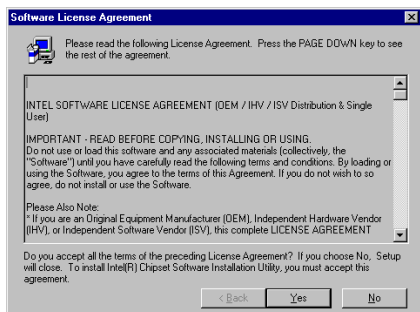 Software License Agreement
Please read the following License Agreement. Press the PAGE DOWN key to see
the rest of the agreement.
INTEL SOFTWARE LICENSE AGREEMENT (OEM / IHV / ISV Distribution & Single
User)
IMPORTANT - READ BEFORE COPYING, INSTALLING OR USING.
Do not use or load this software and any associated materials (collectively, the
"Software") until you have carefully read the following terms and conditions. By loading or
using the Software, you agree to the terms of this Agreement. If you do not wish to so
agree, do not install or use the Software.
Please Also Note:
* If you are an Original Equipment Manufacturer (OEM), Independent Hardware Vendor
(IHV), or Independent Software Vendor (ISV), this complete LICENSE AGREEMENT
Do you accept all the terms of the preceding License Agreement? If you choose No, Setup
will close. To install Intel(R) Chipset Software Installation Utility, you must accept this
agreement.
< Back Yes No